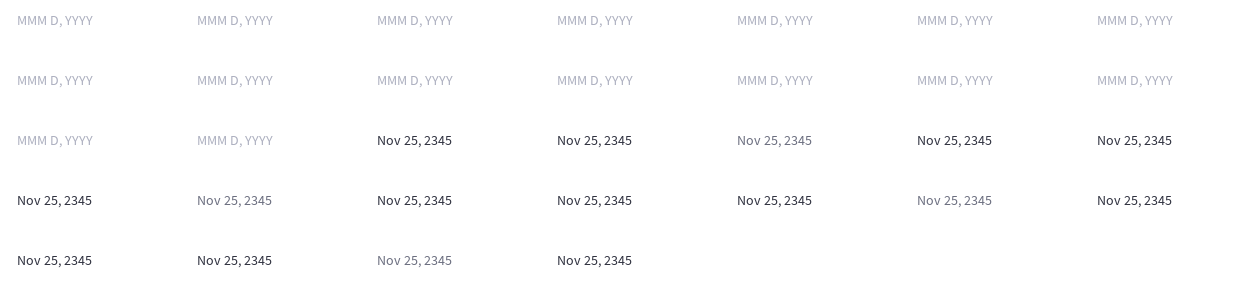 MMM D, YYYY MMM D, YYYY MMM D, YYYY MMM D, YYYY MMM D, YYYY MMM D, YYYY MMM D, YYYY
MMM D, YYYY MMM D, YYYY MMM D, YYYY MMM D, YYYY MMM D, YYYY MMM D, YYYY MMM D, YYYY
MMM D, YYYY MMM D, YYYY Nov 25, 2345 Nov 25, 2345 Nov 25, 2345 Nov 25, 2345 Nov 25, 2345
Nov 25, 2345 Nov 25, 2345 Nov 25, 2345 Nov 25, 2345 Nov 25, 2345 Nov 25, 2345 Nov 25, 2345
Nov 25, 2345 Nov 25, 2345 Nov 25, 2345 Nov 25, 2345